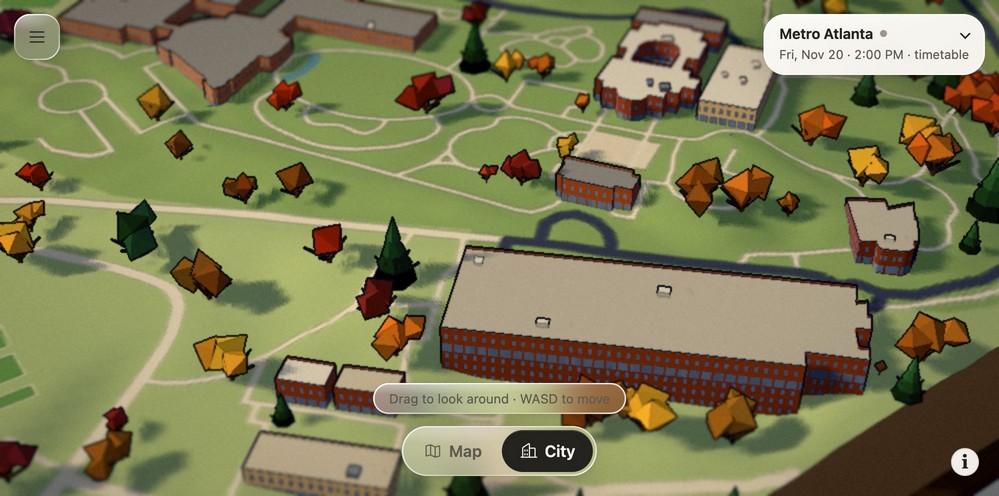 Metro Atlanta
Fri, Nov 20 · 2:00 PM · timetable
Drag to look around · WASD to move
Map
City
i